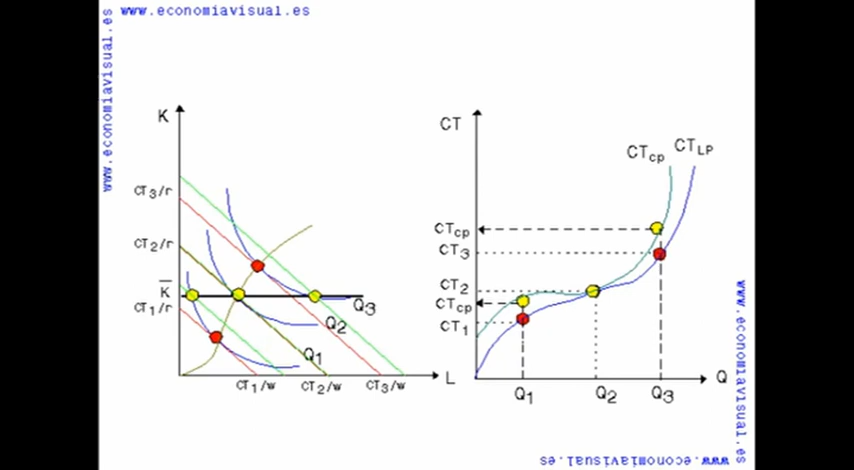 www.economiavisual.es
www.economiavisual.es
K
CT3/r
CT2/r
K
CT1/r
Q3
Q2
Q1
CT1/w
CT2/w
CT3/w
L
CT
CTcp
CTLP
CTcp
CT3
CT2
CTcp
CT1
Q1
Q2
Q3
Q
www.economiavisual.es
www.economiavisual.es